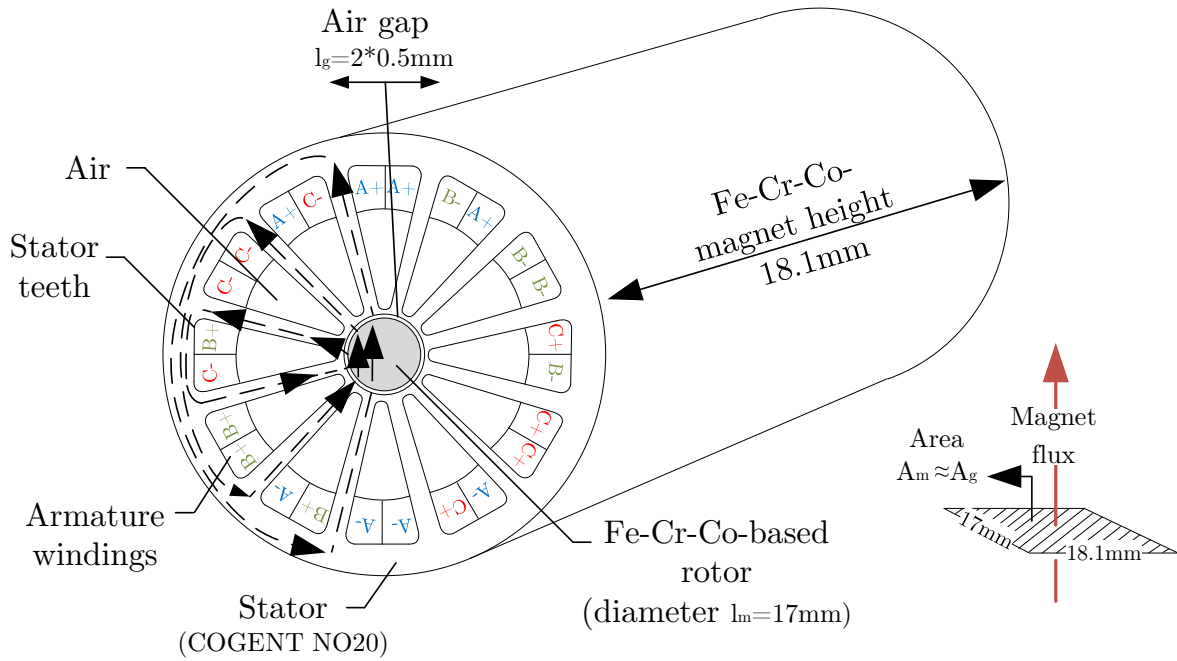 Air gap
lg=2*0.5mm
Air
Stator
teeth
Armature
windings
A+ C-
A+ A+
B- A+
C- C-
B- B-
B+
C-
C+
B-
B+ B+
C+ C+
A- B+
A- A-
C+ A-
Fe-Cr-Co-
magnet height
18.1mm
Stator
(COGENT NO20)
Fe-Cr-Co-based
rotor
(diameter lm=17mm)
Magnet
flux
Area
Am≈Ag
17mm
18.1mm